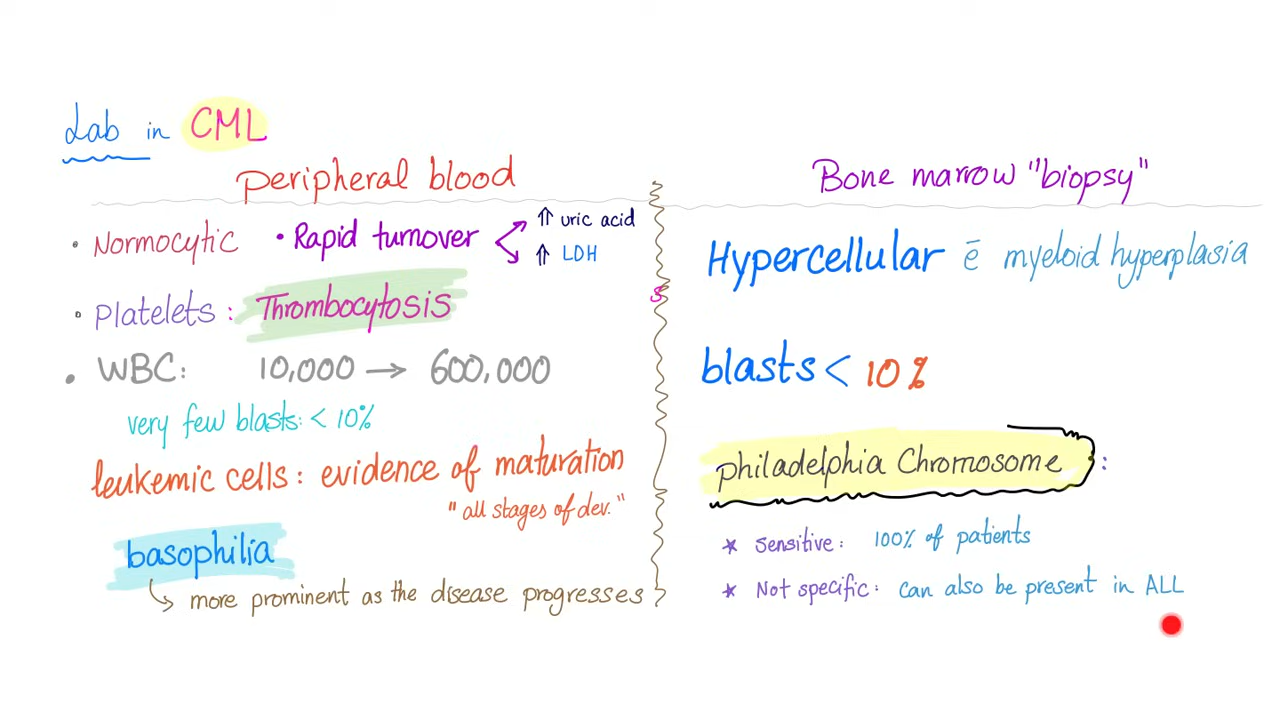 Lab in CML
Peripheral blood
• Normocytic • Rapid turnover
⇑ uric acid
⇑ LDH
• Platelets: Thrombocytosis
• WBC: 10,000 → 600,000
very few blasts: < 10%
leukemic cells: evidence of maturation
"all stages of dev."
basophilia
↳ more prominent as the disease progresses
Bone marrow "biopsy"
Hypercellular c̄ myeloid hyperplasia
blasts < 10%
Philadelphia Chromosome:
* Sensitive: 100% of patients
* Not specific: can also be present in ALL